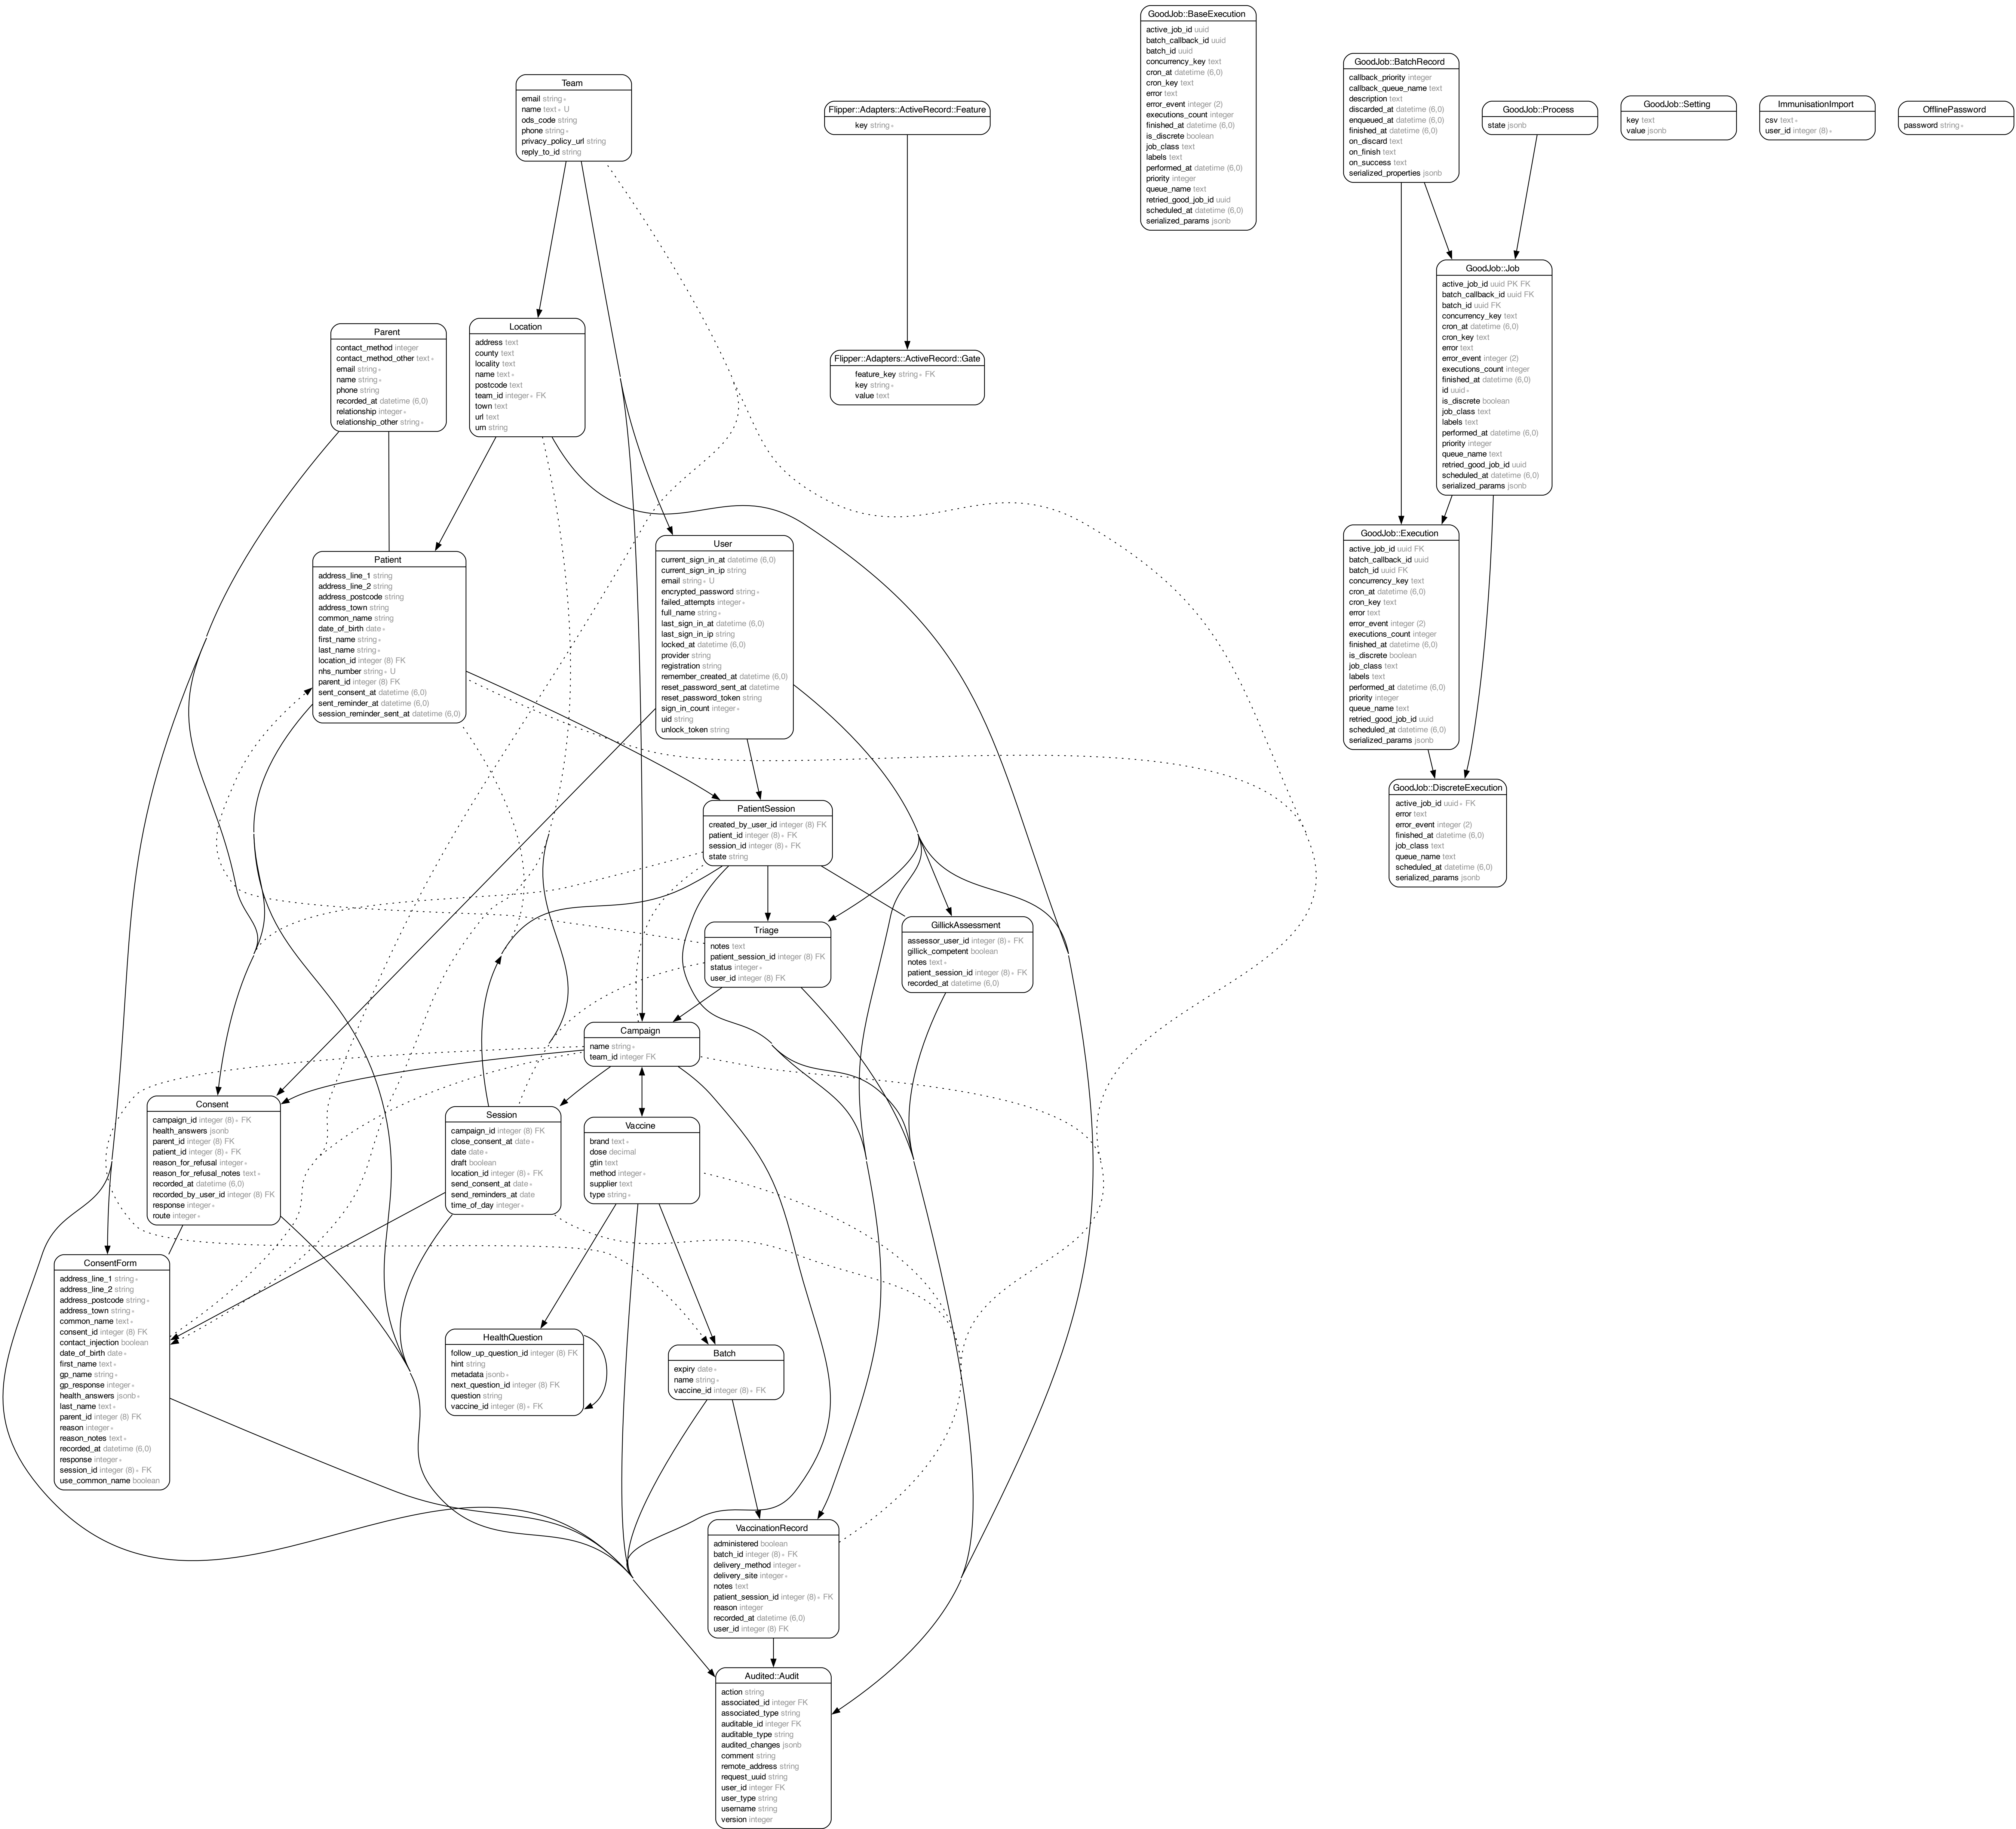 GoodJob::BaseExecution
active_job_id uuid
batch_callback_id uuid
batch_id uuid
concurrency_key text
cron_at datetime (6,0)
cron_key text
error text
error_event integer (2)
executions_count integer
finished_at datetime (6,0)
is_discrete boolean
job_class text
labels text
performed_at datetime (6,0)
priority integer
queue_name text
retried_good_job_id uuid
scheduled_at datetime (6,0)
serialized_params jsonb
GoodJob::BatchRecord
callback_priority integer
callback_queue_name text
description text
discarded_at datetime (6,0)
enqueued_at datetime (6,0)
finished_at datetime (6,0)
on_discard text
on_finish text
on_success text
serialized_properties jsonb
Team
email string ∗
name text ∗ U
ods_code string
phone string ∗
privacy_policy_url string
reply_to_id string
Flipper::Adapters::ActiveRecord::Feature
key string ∗
GoodJob::Process
state jsonb
GoodJob::Setting
key text
value jsonb
ImmunisationImport
csv text ∗
user_id integer (8) ∗
OfflinePassword
password string ∗
GoodJob::Job
active_job_id uuid PK FK
batch_callback_id uuid FK
batch_id uuid FK
concurrency_key text
cron_at datetime (6,0)
cron_key text
error text
error_event integer (2)
executions_count integer
finished_at datetime (6,0)
id uuid ∗
is_discrete boolean
job_class text
labels text
performed_at datetime (6,0)
priority integer
queue_name text
retried_good_job_id uuid
scheduled_at datetime (6,0)
serialized_params jsonb
Parent
contact_method integer
contact_method_other text ∗
email string ∗
name string ∗
phone string
recorded_at datetime (6,0)
relationship integer ∗
relationship_other string ∗
Location
address text
county text
locality text
name text ∗
postcode text
team_id integer ∗ FK
town text
url text
urn string
Flipper::Adapters::ActiveRecord::Gate
feature_key string ∗ FK
key string ∗
value text
Patient
address_line_1 string
address_line_2 string
address_postcode string
address_town string
common_name string
date_of_birth date ∗
first_name string ∗
last_name string ∗
location_id integer (8) FK
nhs_number string ∗ U
parent_id integer (8) FK
sent_consent_at datetime (6,0)
sent_reminder_at datetime (6,0)
session_reminder_sent_at datetime (6,0)
User
current_sign_in_at datetime (6,0)
current_sign_in_ip string
email string ∗ U
encrypted_password string ∗
failed_attempts integer ∗
full_name string ∗
last_sign_in_at datetime (6,0)
last_sign_in_ip string
locked_at datetime (6,0)
provider string
registration string
remember_created_at datetime (6,0)
reset_password_sent_at datetime
reset_password_token string
sign_in_count integer ∗
uid string
unlock_token string
GoodJob::Execution
active_job_id uuid FK
batch_callback_id uuid
batch_id uuid FK
concurrency_key text
cron_at datetime (6,0)
cron_key text
error text
error_event integer (2)
executions_count integer
finished_at datetime (6,0)
is_discrete boolean
job_class text
labels text
performed_at datetime (6,0)
priority integer
queue_name text
retried_good_job_id uuid
scheduled_at datetime (6,0)
serialized_params jsonb
GoodJob::DiscreteExecution
active_job_id uuid ∗ FK
error text
error_event integer (2)
finished_at datetime (6,0)
job_class text
queue_name text
scheduled_at datetime (6,0)
serialized_params jsonb
PatientSession
created_by_user_id integer (8) FK
patient_id integer (8) ∗ FK
session_id integer (8) ∗ FK
state string
Triage
notes text
patient_session_id integer (8) FK
status integer ∗
user_id integer (8) FK
GillickAssessment
assessor_user_id integer (8) ∗ FK
gillick_competent boolean
notes text ∗
patient_session_id integer (8) ∗ FK
recorded_at datetime (6,0)
Campaign
name string ∗
team_id integer FK
Consent
campaign_id integer (8) ∗ FK
health_answers jsonb
parent_id integer (8) FK
patient_id integer (8) ∗ FK
reason_for_refusal integer ∗
reason_for_refusal_notes text ∗
recorded_at datetime (6,0)
recorded_by_user_id integer (8) FK
response integer ∗
route integer ∗
Session
campaign_id integer (8) FK
close_consent_at date ∗
date date ∗
draft boolean
location_id integer (8) ∗ FK
send_consent_at date ∗
send_reminders_at date
time_of_day integer ∗
Vaccine
brand text ∗
dose decimal
gtin text
method integer ∗
supplier text
type string ∗
ConsentForm
address_line_1 string ∗
address_line_2 string
address_postcode string ∗
address_town string ∗
common_name text ∗
consent_id integer (8) FK
contact_injection boolean
date_of_birth date ∗
first_name text ∗
gp_name string ∗
gp_response integer ∗
health_answers jsonb ∗
last_name text ∗
parent_id integer (8) FK
reason integer ∗
reason_notes text ∗
recorded_at datetime (6,0)
response integer ∗
session_id integer (8) ∗ FK
use_common_name boolean
HealthQuestion
follow_up_question_id integer (8) FK
hint string
metadata jsonb ∗
next_question_id integer (8) FK
question string
vaccine_id integer (8) ∗ FK
Batch
expiry date ∗
name string ∗
vaccine_id integer (8) ∗ FK
VaccinationRecord
administered boolean
batch_id integer (8) ∗ FK
delivery_method integer ∗
delivery_site integer ∗
notes text
patient_session_id integer (8) ∗ FK
reason integer
recorded_at datetime (6,0)
user_id integer (8) FK
Audited::Audit
action string
associated_id integer FK
associated_type string
auditable_id integer FK
auditable_type string
audited_changes jsonb
comment string
remote_address string
request_uuid string
user_id integer FK
user_type string
username string
version integer